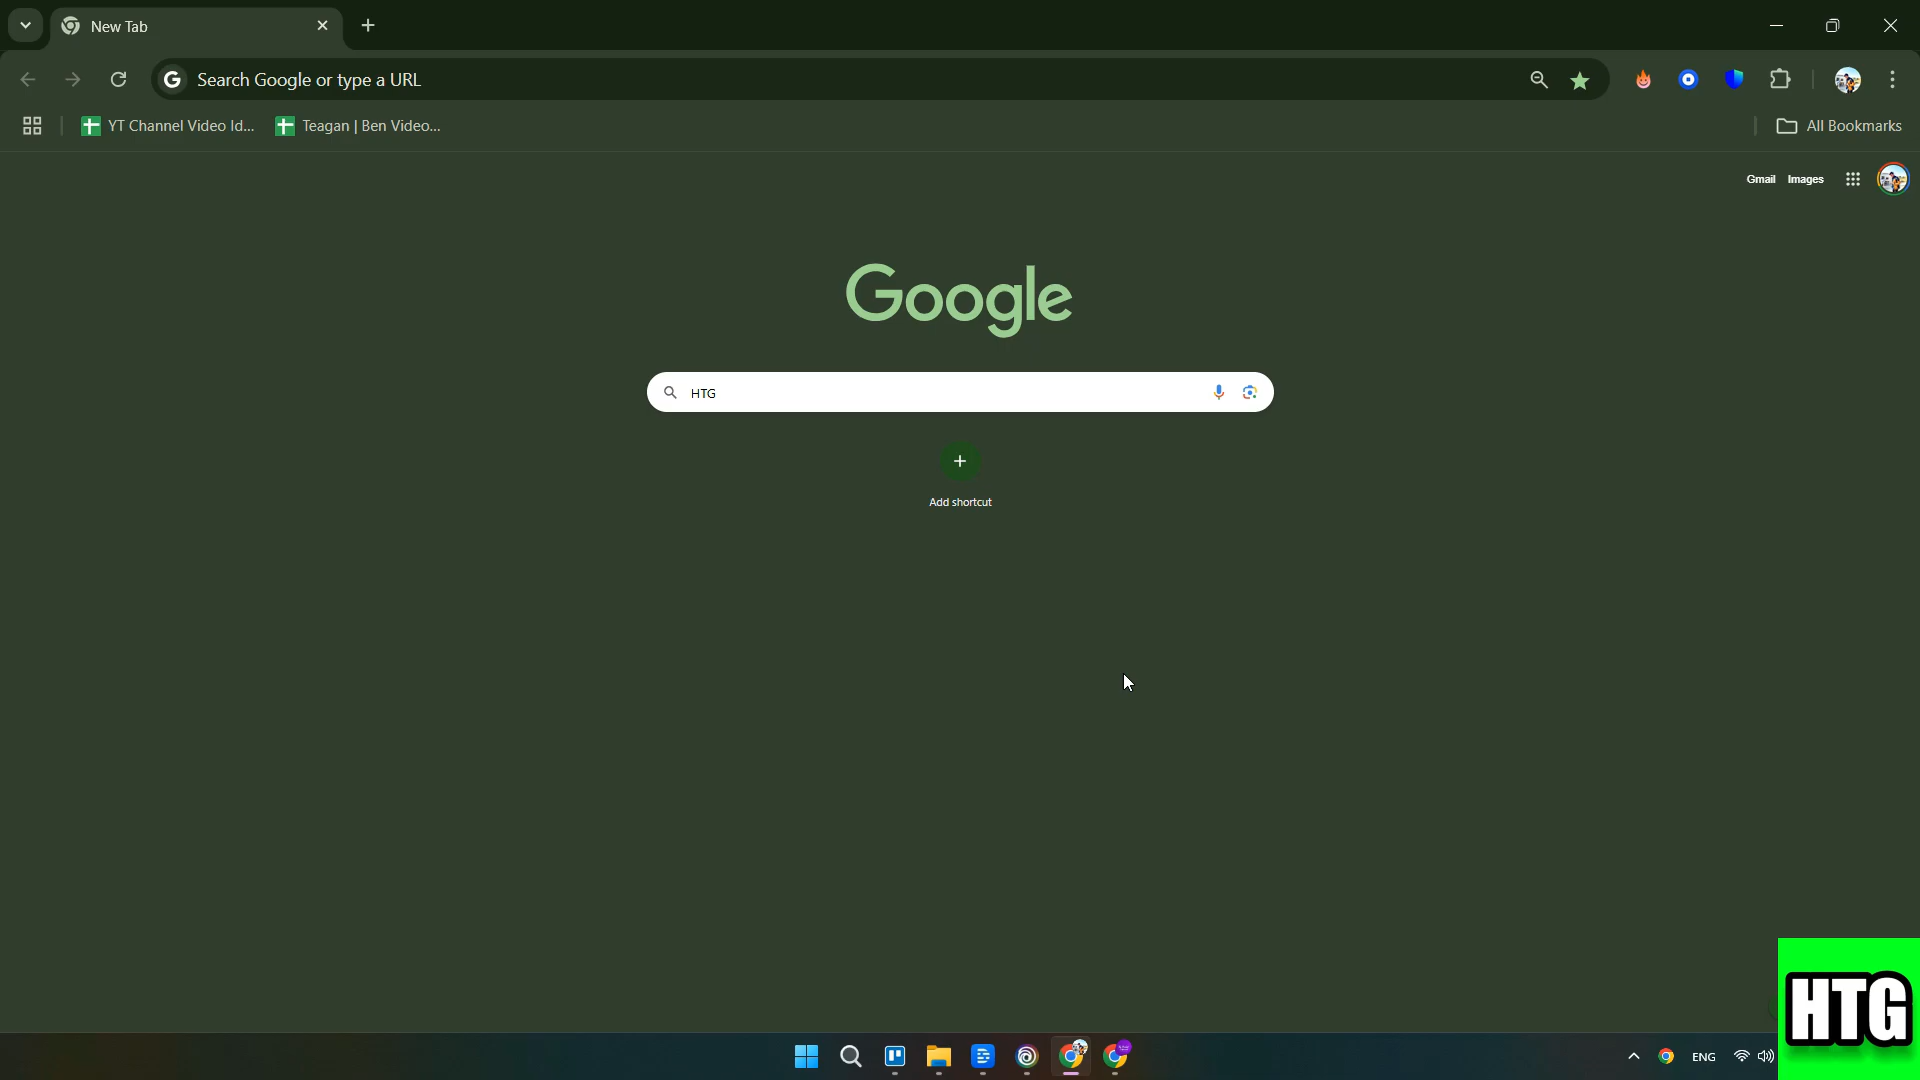 New Tab
Search Google or type a URL
YT Channel Video Id...
Teagan | Ben Video...
All Bookmarks
Gmail Images
Google
HTG
Add shortcut
ENG
HTG